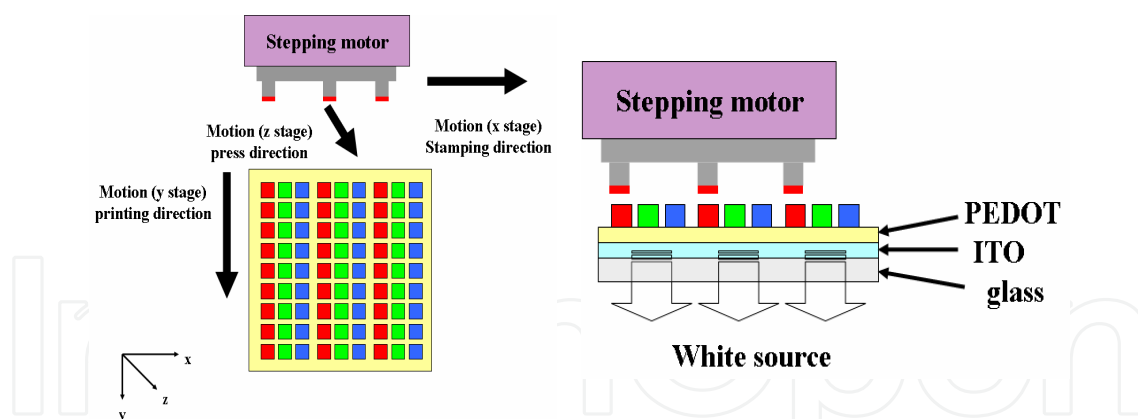 Stepping motor
Motion (z stage)
press direction
Motion (x stage)
Stamping direction
Motion (y stage)
printing direction
x
z
y
Stepping motor
PEDOT
ITO
glass
White source